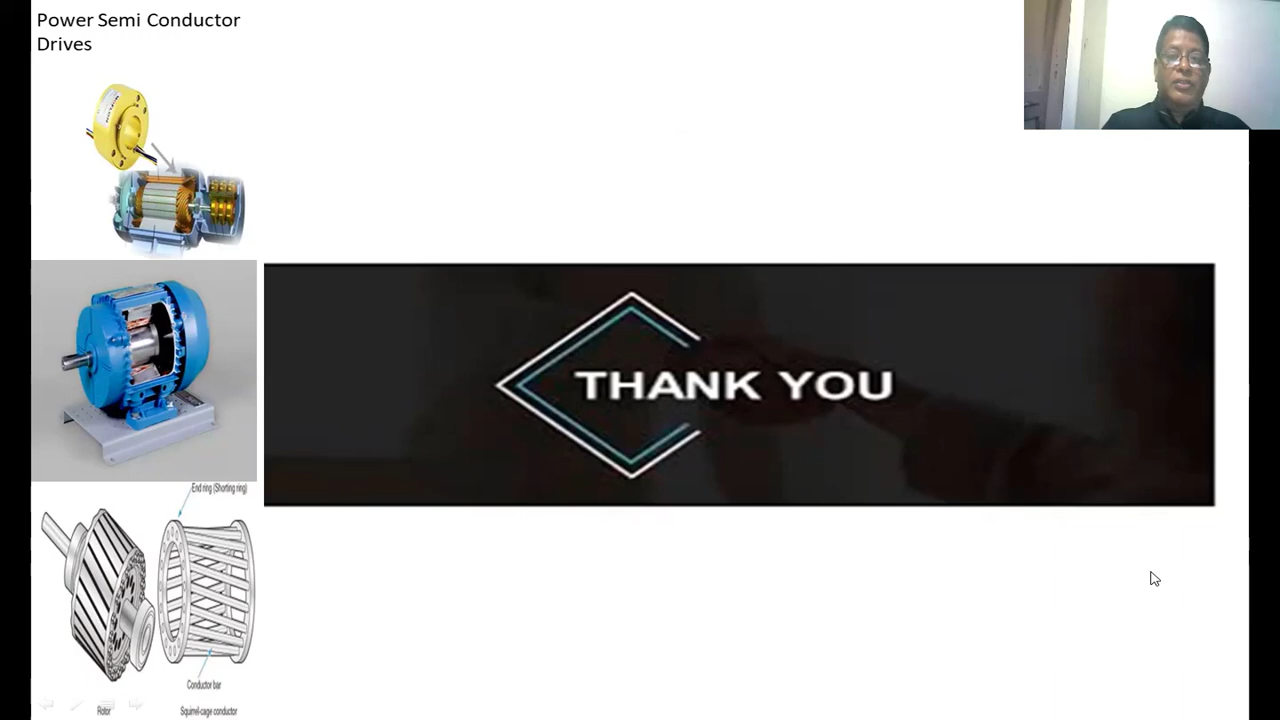 Power Semi Conductor
Drives
THANK YOU
End ring (Shorting ring)
Conductor bar
Rotor
Squirrel-cage conductor